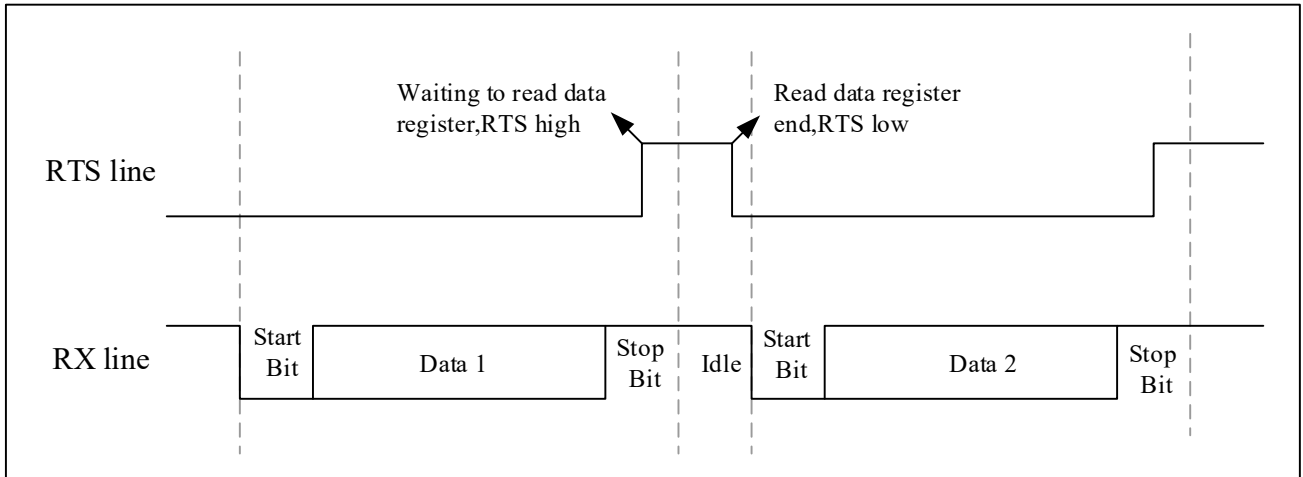 Waiting to read data
register,RTS high
Read data register
end,RTS low
RTS line
RX line
Start
Bit
Data 1
Stop
Bit
Idle
Start
Bit
Data 2
Stop
Bit